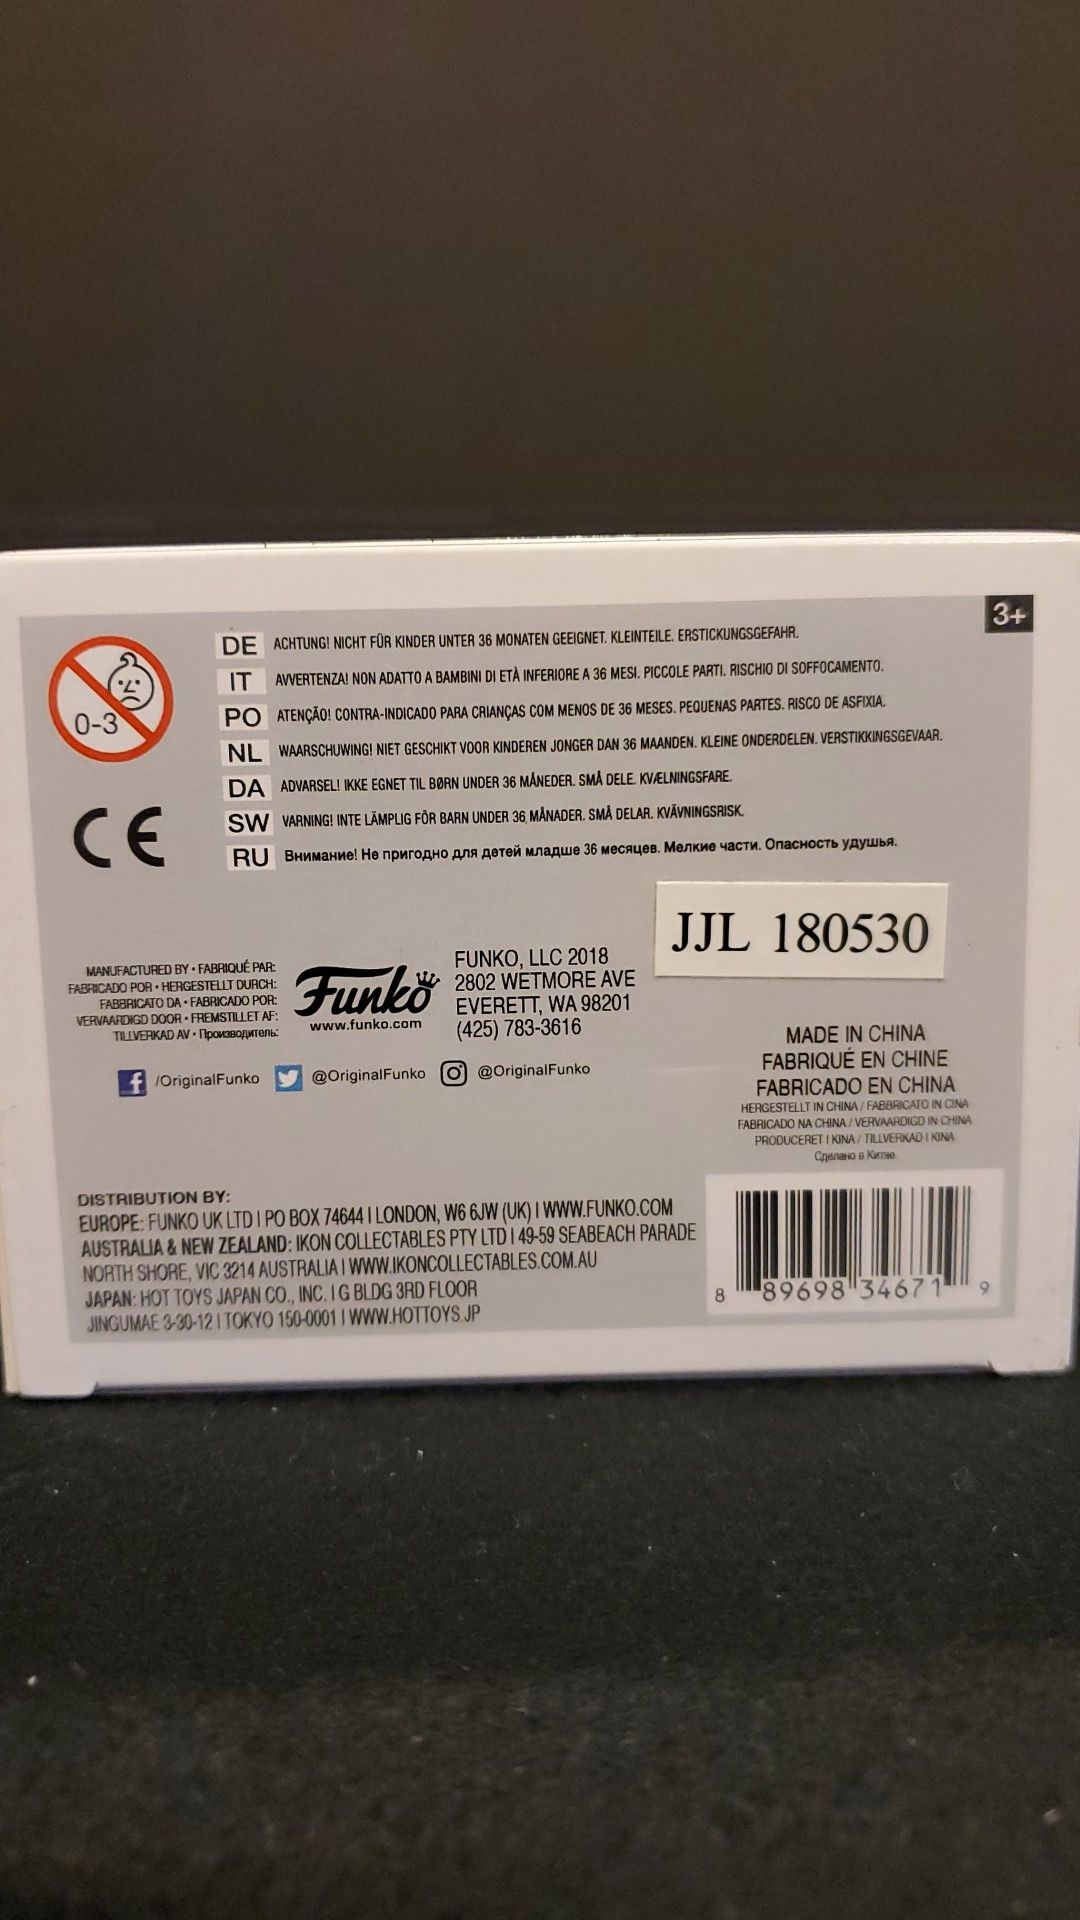 3+
0-3
DE ACHTUNG! NICHT FÜR KINDER UNTER 36 MONATEN GEEIGNET. KLEINTEILE. ERSTICKUNGSGEFAHR.
IT AVVERTENZA! NON ADATTO A BAMBINI DI ETÀ INFERIORE A 36 MESI. PICCOLE PARTI. RISCHIO DI SOFFOCAMENTO.
PO ATENÇÃO! CONTRA-INDICADO PARA CRIANÇAS COM MENOS DE 36 MESES. PEQUENAS PARTES. RISCO DE ASFIXIA.
NL WAARSCHUWING! NIET GESCHIKT VOOR KINDEREN JONGER DAN 36 MAANDEN. KLEINE ONDERDELEN. VERSTIKKINGSGEVAAR.
DA ADVARSEL! IKKE EGNET TIL BØRN UNDER 36 MÅNEDER. SMÅ DELE. KVÆLNINGSFARE.
SW VARNING! INTE LÄMPLIG FÖR BARN UNDER 36 MÅNADER. SMÅ DELAR. KVÄVNINGSRISK.
RU Внимание! Не пригодно для детей младше 36 месяцев. Мелкие части. Опасность удушья.
CE
JJL 180530
MANUFACTURED BY • FABRIQUÉ PAR:
FABRICADO POR • HERGESTELLT DURCH:
FABBRICATO DA • FABRICADO POR:
VERVAARDIGD DOOR • FREMSTILLET AF:
TILLVERKAD AV • Производитель:
Funko
www.funko.com
FUNKO, LLC 2018
2802 WETMORE AVE
EVERETT, WA 98201
(425) 783-3616
/OriginalFunko @OriginalFunko @OriginalFunko
MADE IN CHINA
FABRIQUÉ EN CHINE
FABRICADO EN CHINA
HERGESTELLT IN CHINA / FABBRICATO IN CINA
FABRICADO NA CHINA / VERVAARDIGD IN CHINA
PRODUCERET I KINA / TILLVERKAD I KINA
Сделано в Китае
DISTRIBUTION BY:
EUROPE: FUNKO UK LTD | PO BOX 74644 | LONDON, W6 6JW (UK) | WWW.FUNKO.COM
AUSTRALIA & NEW ZEALAND: IKON COLLECTABLES PTY LTD | 49-59 SEABEACH PARADE
NORTH SHORE, VIC 3214 AUSTRALIA | WWW.IKONCOLLECTABLES.COM.AU
JAPAN: HOT TOYS JAPAN CO., INC. | G BLDG 3RD FLOOR
JINGUMAE 3-30-12 | TOKYO 150-0001 | WWW.HOTTOYS.JP
8 89698 34671 9